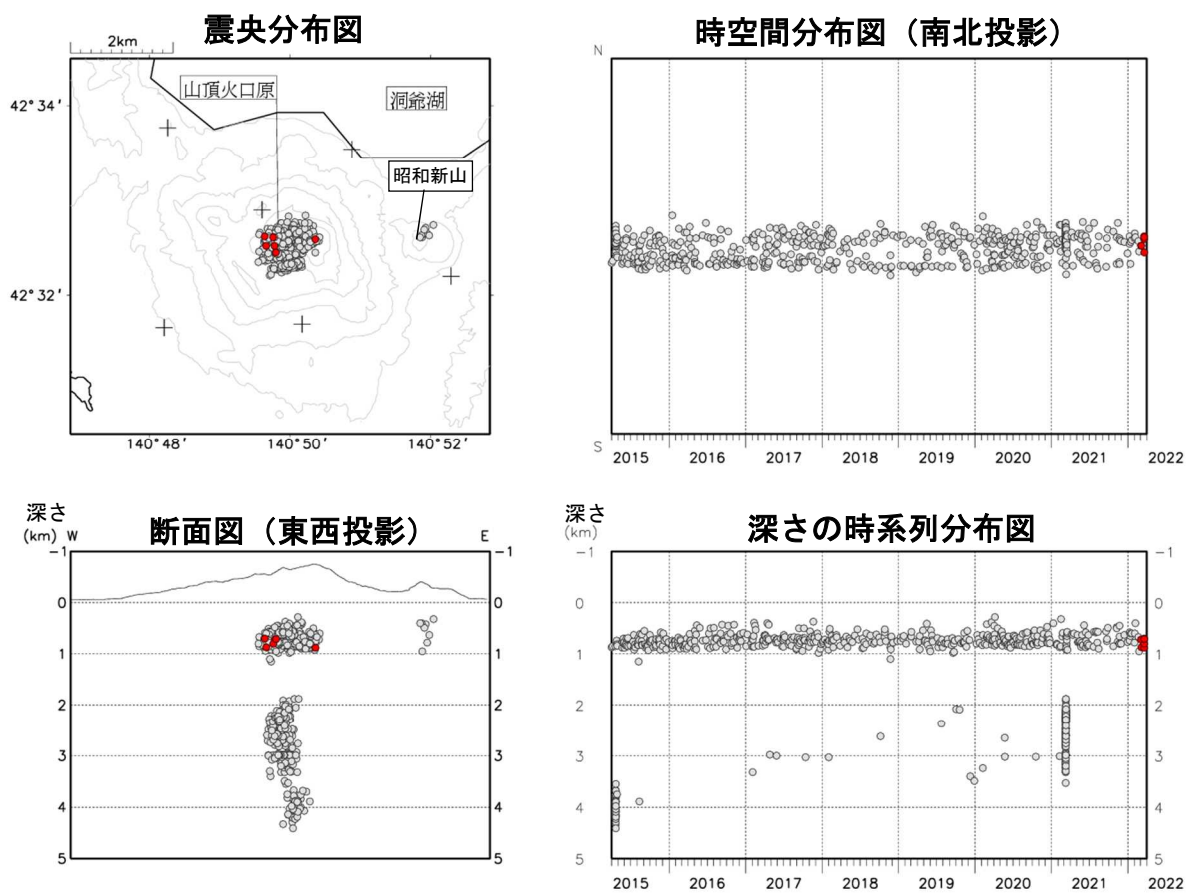 震央分布図
2km
山頂火口原
洞爺湖
昭和新山
42°34′
42°32′
140°48′ 140°50′ 140°52′
時空間分布図（南北投影）
N
S
2015 2016 2017 2018 2019 2020 2021 2022
断面図（東西投影）
深さ
(km) W E
-1 -1
0 0
1 1
2 2
3 3
4 4
5 5
深さの時系列分布図
深さ
(km)
-1 -1
0 0
1 1
2 2
3 3
4 4
5 5
2015 2016 2017 2018 2019 2020 2021 2022